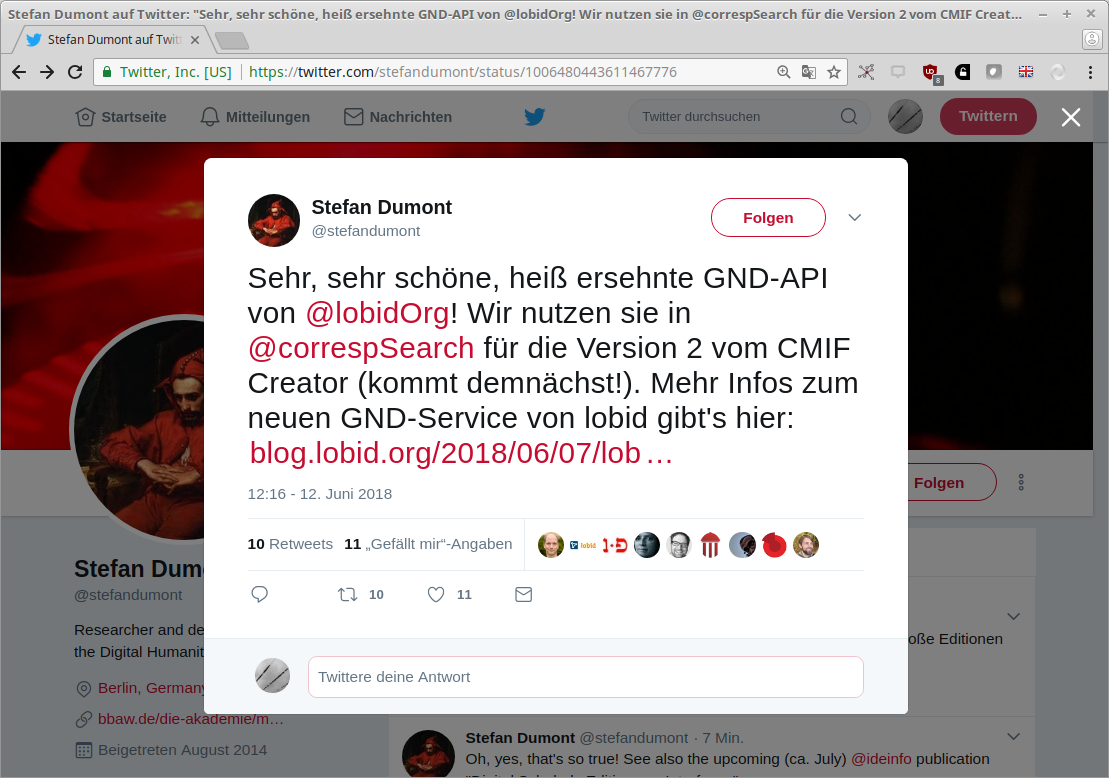 Stefan Dumont auf Twitter: "Sehr, sehr schöne, heiß ersehnte GND-API von @lobidOrg! Wir nutzen sie in @correspSearch für die Version 2 vom CMIF Creat...
Stefan Dumont auf Twitt
Twitter, Inc. [US] https://twitter.com/stefandumont/status/1006480443611467776
8
Startseite Mitteilungen Nachrichten Twitter durchsuchen Twittern
Stefan Dumont
@stefandumont
Folgen
Sehr, sehr schöne, heiß ersehnte GND-API
von @lobidOrg! Wir nutzen sie in
@correspSearch für die Version 2 vom CMIF
Creator (kommt demnächst!). Mehr Infos zum
neuen GND-Service von lobid gibt's hier:
blog.lobid.org/2018/06/07/lob…
12:16 - 12. Juni 2018
10 Retweets 11 „Gefällt mir“-Angaben
lobid
10 11
Twittere deine Antwort
Folgen
Stefan Dum
@stefandumont
Researcher and de
the Digital Humanit
Berlin, Germany
bbaw.de/die-akademie/m…
Beigetreten August 2014
oße Editionen
Stefan Dumont @stefandumont · 7 Min.
Oh, yes, that's so true! See also the upcoming (ca. July) @ideinfo publication